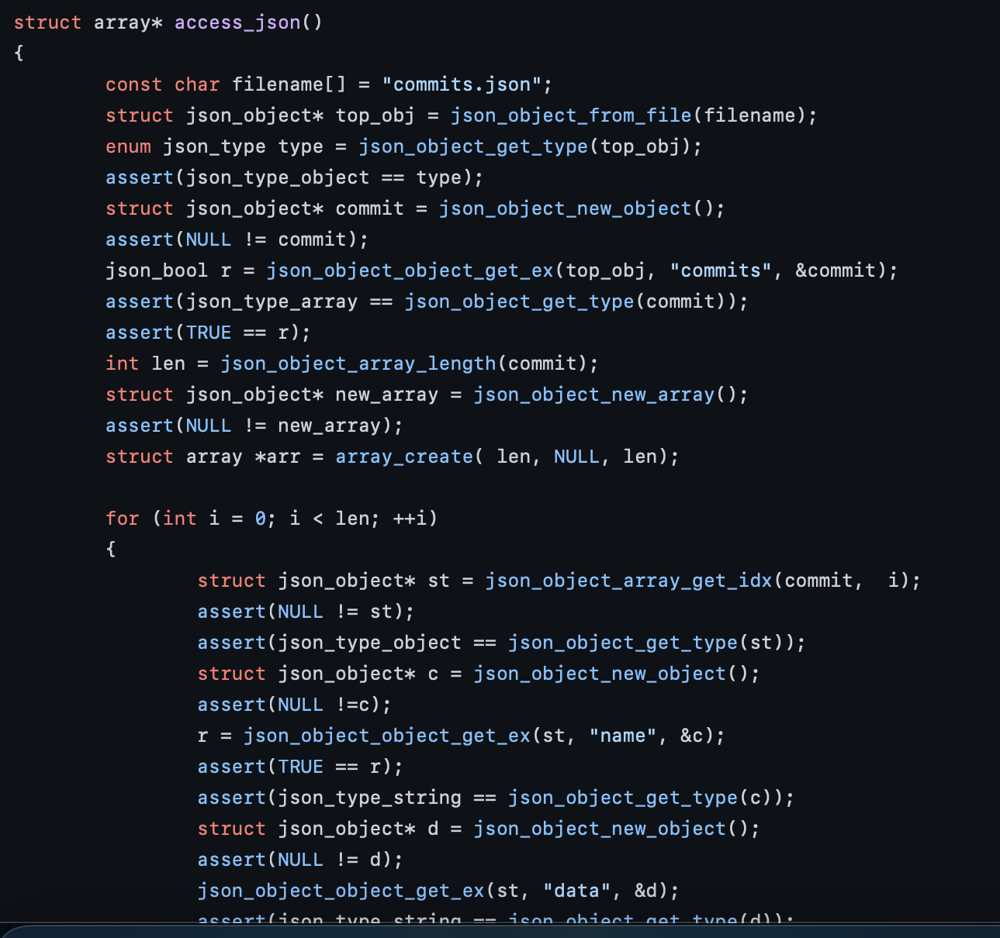 struct array* access_json()
{
const char filename[] = "commits.json";
struct json_object* top_obj = json_object_from_file(filename);
enum json_type type = json_object_get_type(top_obj);
assert(json_type_object == type);
struct json_object* commit = json_object_new_object();
assert(NULL != commit);
json_bool r = json_object_object_get_ex(top_obj, "commits", &commit);
assert(json_type_array == json_object_get_type(commit));
assert(TRUE == r);
int len = json_object_array_length(commit);
struct json_object* new_array = json_object_new_array();
assert(NULL != new_array);
struct array *arr = array_create( len, NULL, len);
for (int i = 0; i < len; ++i)
{
struct json_object* st = json_object_array_get_idx(commit,  i);
assert(NULL != st);
assert(json_type_object == json_object_get_type(st));
struct json_object* c = json_object_new_object();
assert(NULL !=c);
r = json_object_object_get_ex(st, "name", &c);
assert(TRUE == r);
assert(json_type_string == json_object_get_type(c));
struct json_object* d = json_object_new_object();
assert(NULL != d);
json_object_object_get_ex(st, "data", &d);
assert(json_type_string == json_object_get_type(d));